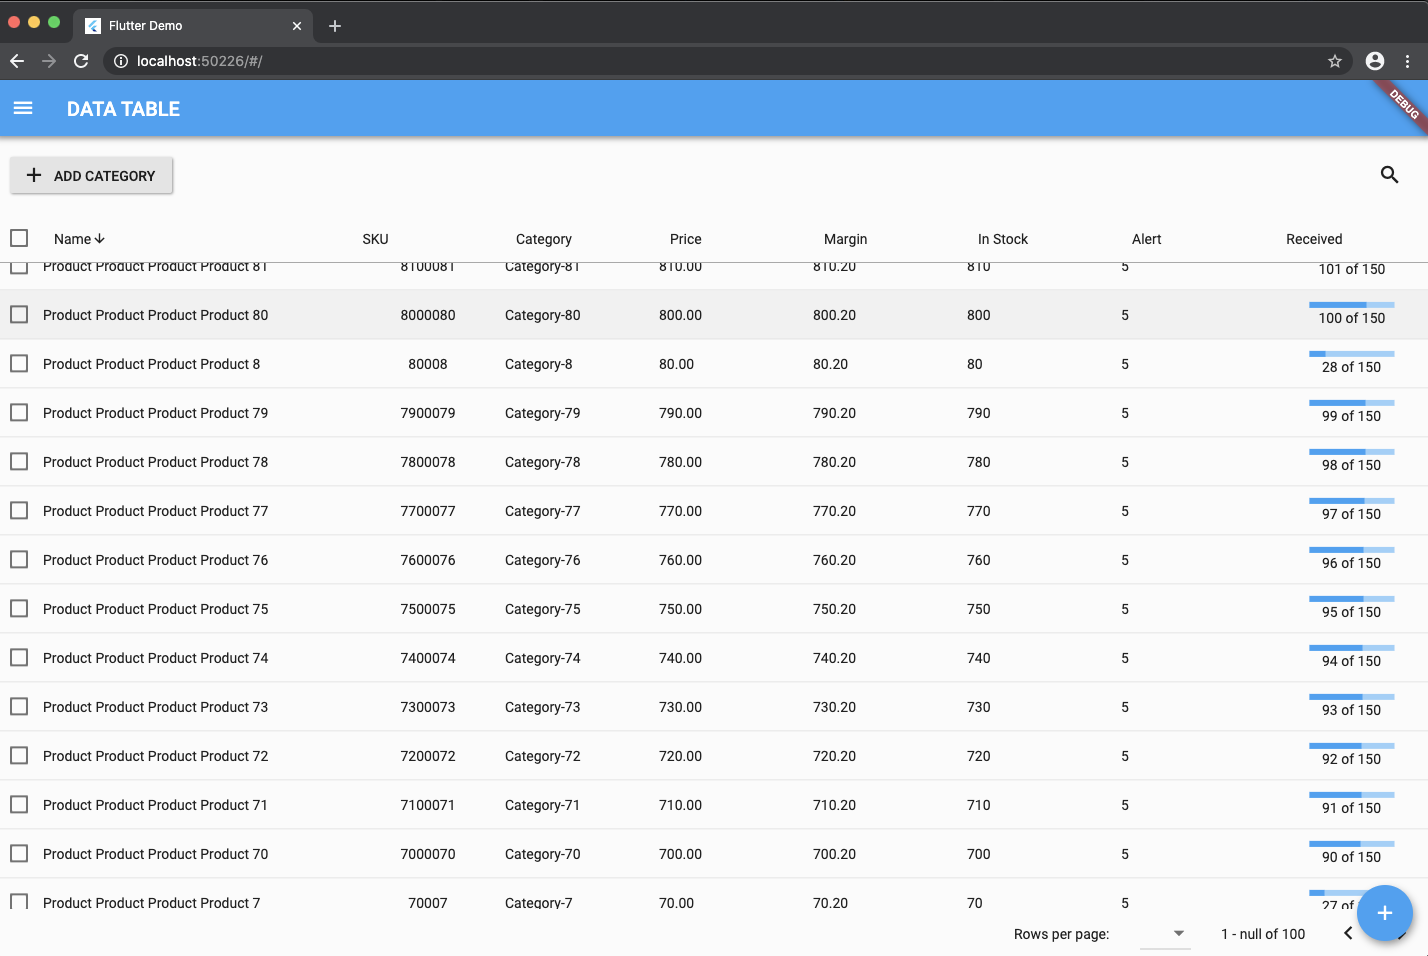 Flutter Demo
localhost:50226/#/
DATA TABLE
DEBUG
ADD CATEGORY
Name SKU Category Price Margin In Stock Alert Received
Product Product Product Product 81 8100081 Category-81 810.00 810.20 810 5 101 of 150
Product Product Product Product 80 8000080 Category-80 800.00 800.20 800 5 100 of 150
Product Product Product Product 8 80008 Category-8 80.00 80.20 80 5 28 of 150
Product Product Product Product 79 7900079 Category-79 790.00 790.20 790 5 99 of 150
Product Product Product Product 78 7800078 Category-78 780.00 780.20 780 5 98 of 150
Product Product Product Product 77 7700077 Category-77 770.00 770.20 770 5 97 of 150
Product Product Product Product 76 7600076 Category-76 760.00 760.20 760 5 96 of 150
Product Product Product Product 75 7500075 Category-75 750.00 750.20 750 5 95 of 150
Product Product Product Product 74 7400074 Category-74 740.00 740.20 740 5 94 of 150
Product Product Product Product 73 7300073 Category-73 730.00 730.20 730 5 93 of 150
Product Product Product Product 72 7200072 Category-72 720.00 720.20 720 5 92 of 150
Product Product Product Product 71 7100071 Category-71 710.00 710.20 710 5 91 of 150
Product Product Product Product 70 7000070 Category-70 700.00 700.20 700 5 90 of 150
Product Product Product Product 7 70007 Category-7 70.00 70.20 70 5 27 of
Rows per page: 1 - null of 100